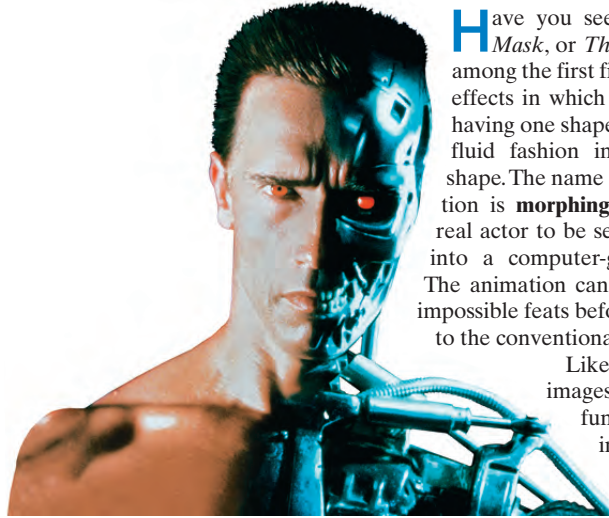 Have you see
Mask, or Th
among the first fi
effects in which
having one shape
fluid fashion in
shape. The name
tion is morphing
real actor to be se
into a computer-g
The animation can
impossible feats befo
to the conventiona
Like
images
fun
in